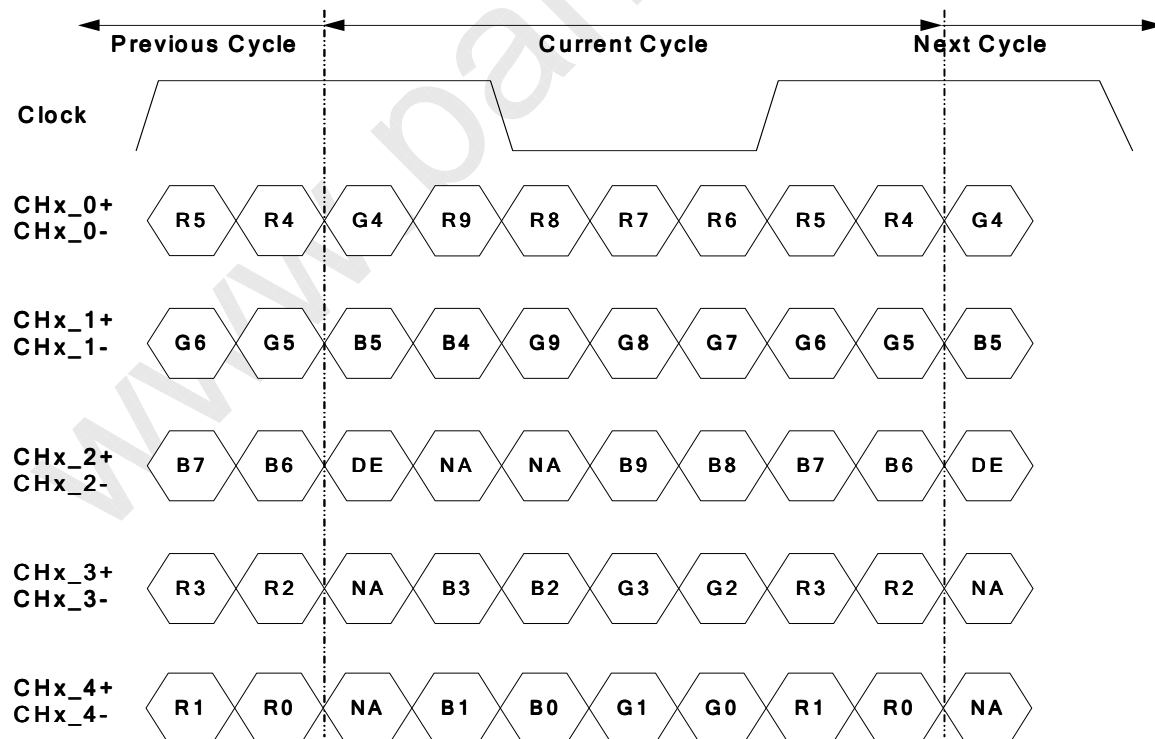 Previous Cycle Current Cycle Next Cycle
Clock
CHx_0+
CHx_0-
R5 R4 G4 R9 R8 R7 R6 R5 R4 G4
CHx_1+
CHx_1-
G6 G5 B5 B4 G9 G8 G7 G6 G5 B5
CHx_2+
CHx_2-
B7 B6 DE NA NA B9 B8 B7 B6 DE
CHx_3+
CHx_3-
R3 R2 NA B3 B2 G3 G2 R3 R2 NA
CHx_4+
CHx_4-
R1 R0 NA B1 B0 G1 G0 R1 R0 NA